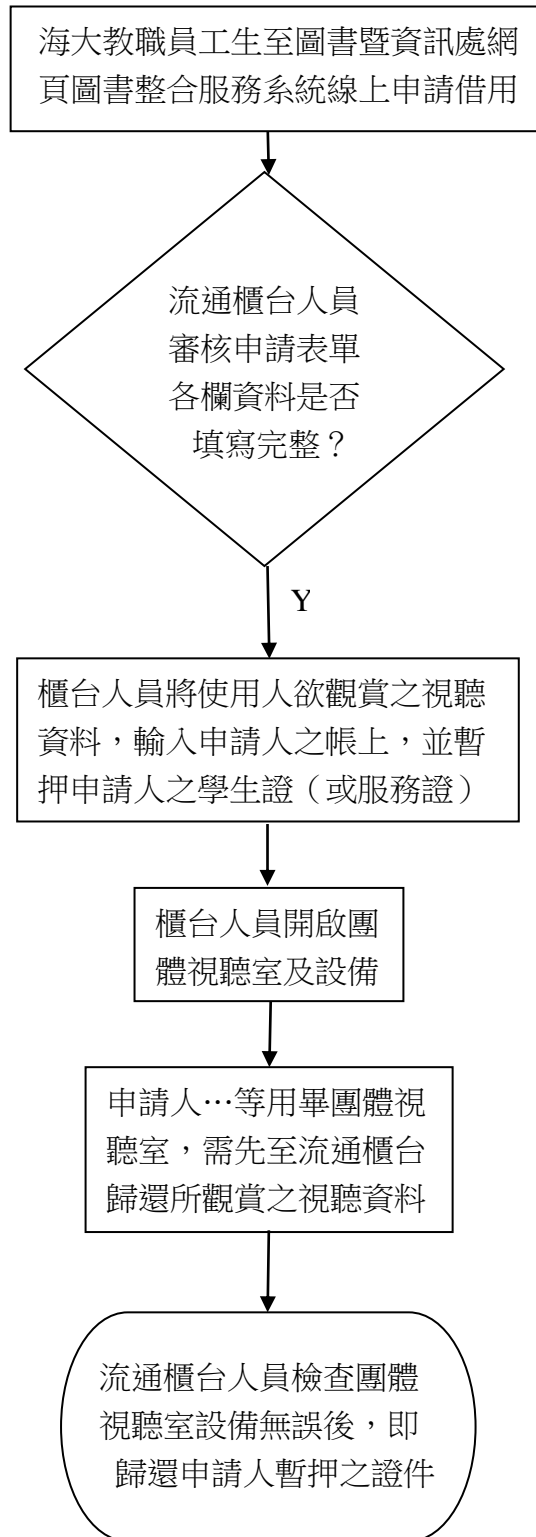 海大教職員工生至圖書暨資訊處網
頁圖書整合服務系統線上申請借用
流通櫃台人員
審核申請表單
各欄資料是否
填寫完整？
Y
櫃台人員將使用人欲觀賞之視聽
資料，輸入申請人之帳上，並暫
押申請人之學生證（或服務證）
櫃台人員開啟團
體視聽室及設備
申請人…等用畢團體視
聽室，需先至流通櫃台
歸還所觀賞之視聽資料
流通櫃台人員檢查團體
視聽室設備無誤後，即
歸還申請人暫押之證件